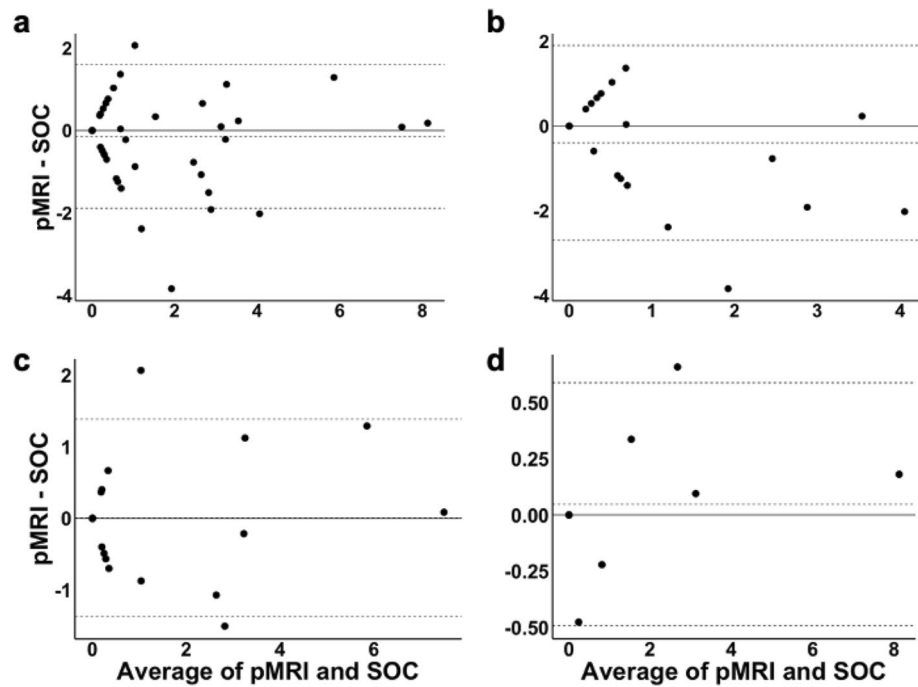 a
b
2
0
-2
-4
pMRI - SOC
0 2 4 6 8
2
0
-2
-4
0 1 2 3 4
c
d
2
1
0
-1
pMRI - SOC
0 2 4 6
Average of pMRI and SOC
0.50
0.25
0.00
-0.25
-0.50
0 2 4 6 8
Average of pMRI and SOC